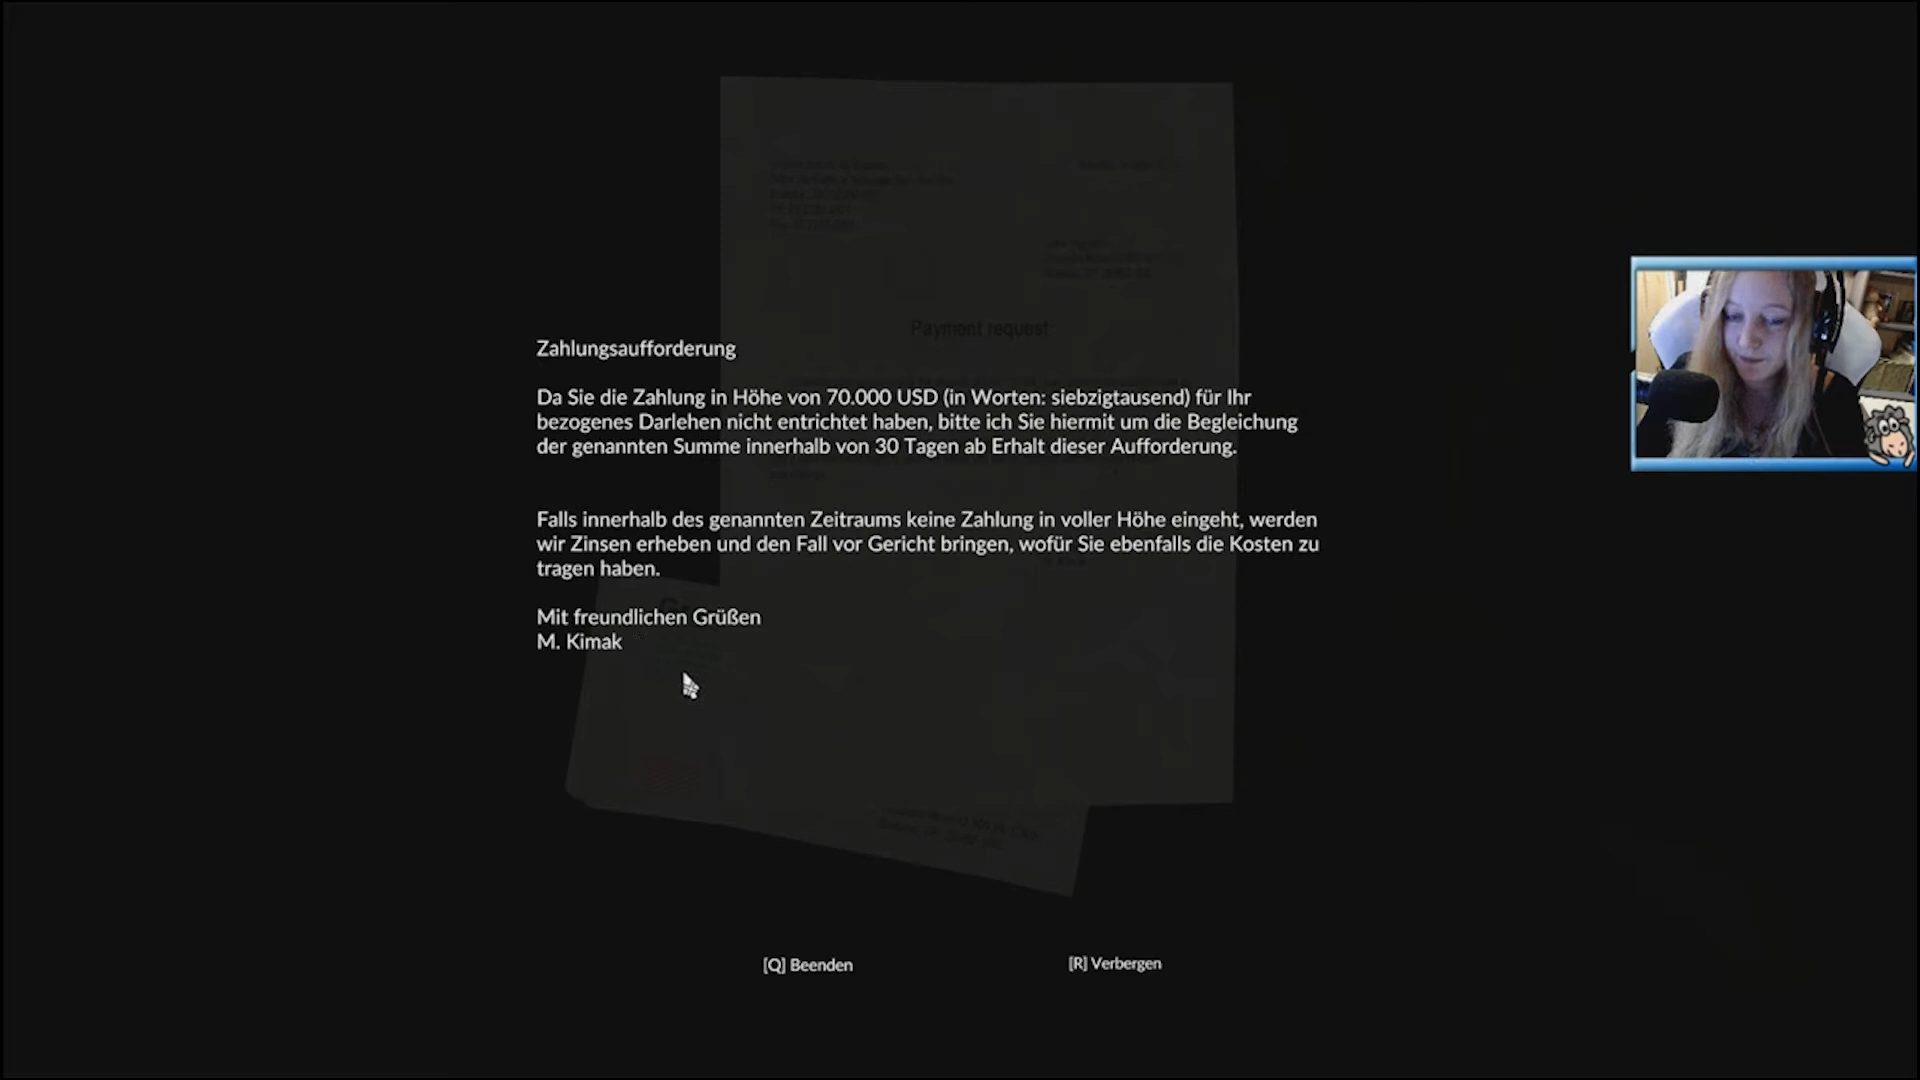 Payment request
Zahlungsaufforderung
Da Sie die Zahlung in Höhe von 70.000 USD (in Worten: siebzigtausend) für Ihr
bezogenes Darlehen nicht entrichtet haben, bitte ich Sie hiermit um die Begleichung
der genannten Summe innerhalb von 30 Tagen ab Erhalt dieser Aufforderung.
Falls innerhalb des genannten Zeitraums keine Zahlung in voller Höhe eingeht, werden
wir Zinsen erheben und den Fall vor Gericht bringen, wofür Sie ebenfalls die Kosten zu
tragen haben.
Mit freundlichen Grüßen
M. Kimak
[Q] Beenden
[R] Verbergen